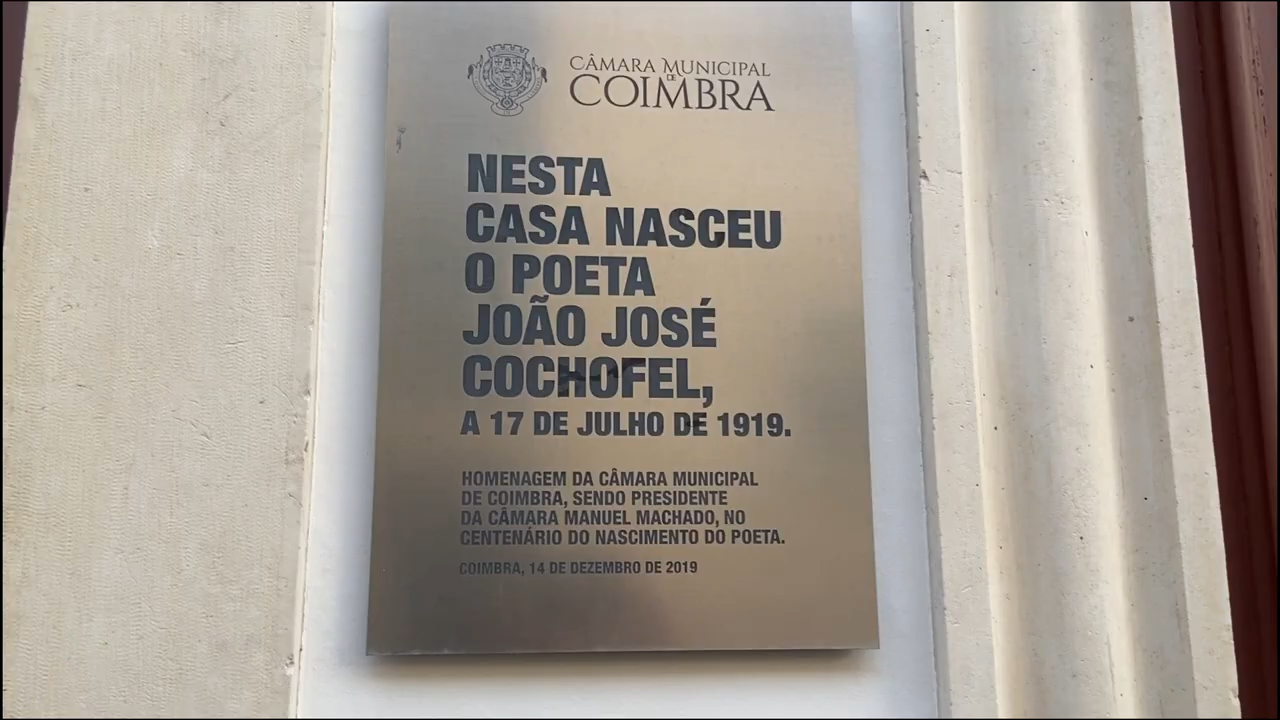 CÂMARA MUNICIPAL
DE
COIMBRA
NESTA
CASA NASCEU
O POETA
JOÃO JOSÉ
COCHOFEL,
A 17 DE JULHO DE 1919.
HOMENAGEM DA CÂMARA MUNICIPAL
DE COIMBRA, SENDO PRESIDENTE
DA CÂMARA MANUEL MACHADO, NO
CENTENÁRIO DO NASCIMENTO DO POETA.
COIMBRA, 14 DE DEZEMBRO DE 2019